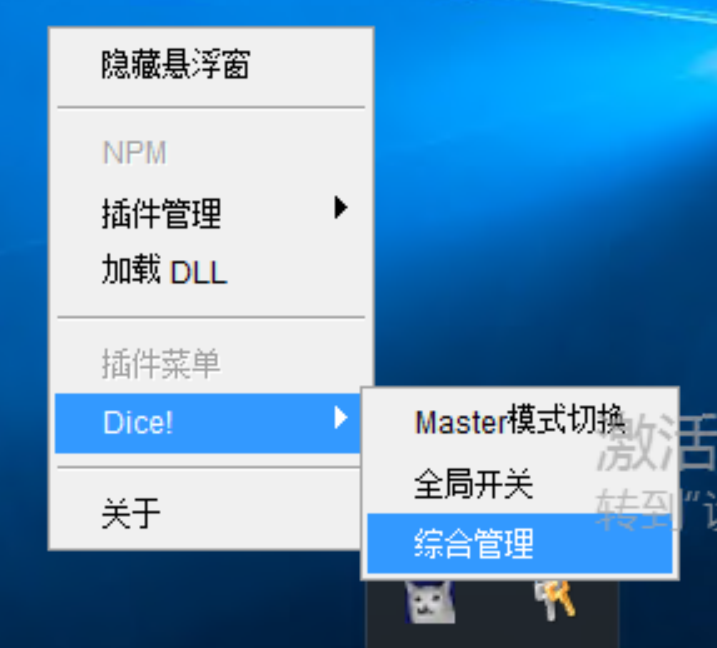 隐藏悬浮窗
NPM
插件管理
加载 DLL
插件菜单
Dice!
关于
Master模式切换
全局开关
综合管理
激活
转到"设